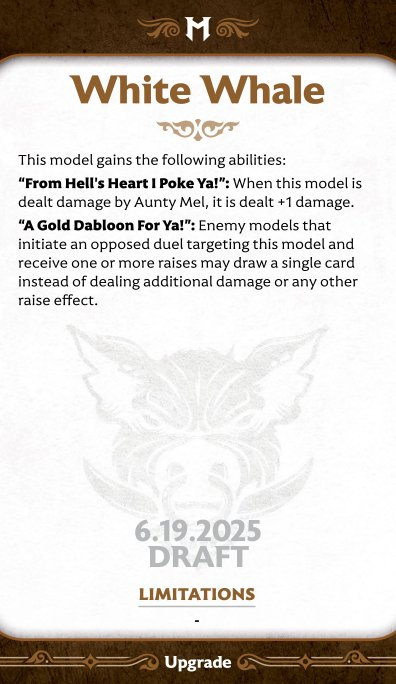 M
White Whale
This model gains the following abilities:
“From Hell's Heart I Poke Ya!”: When this model is
dealt damage by Aunty Mel, it is dealt +1 damage.
“A Gold Dabloon For Ya!”: Enemy models that
initiate an opposed duel targeting this model and
receive one or more raises may draw a single card
instead of dealing additional damage or any other
raise effect.
6.19.2025
DRAFT
LIMITATIONS
-
Upgrade